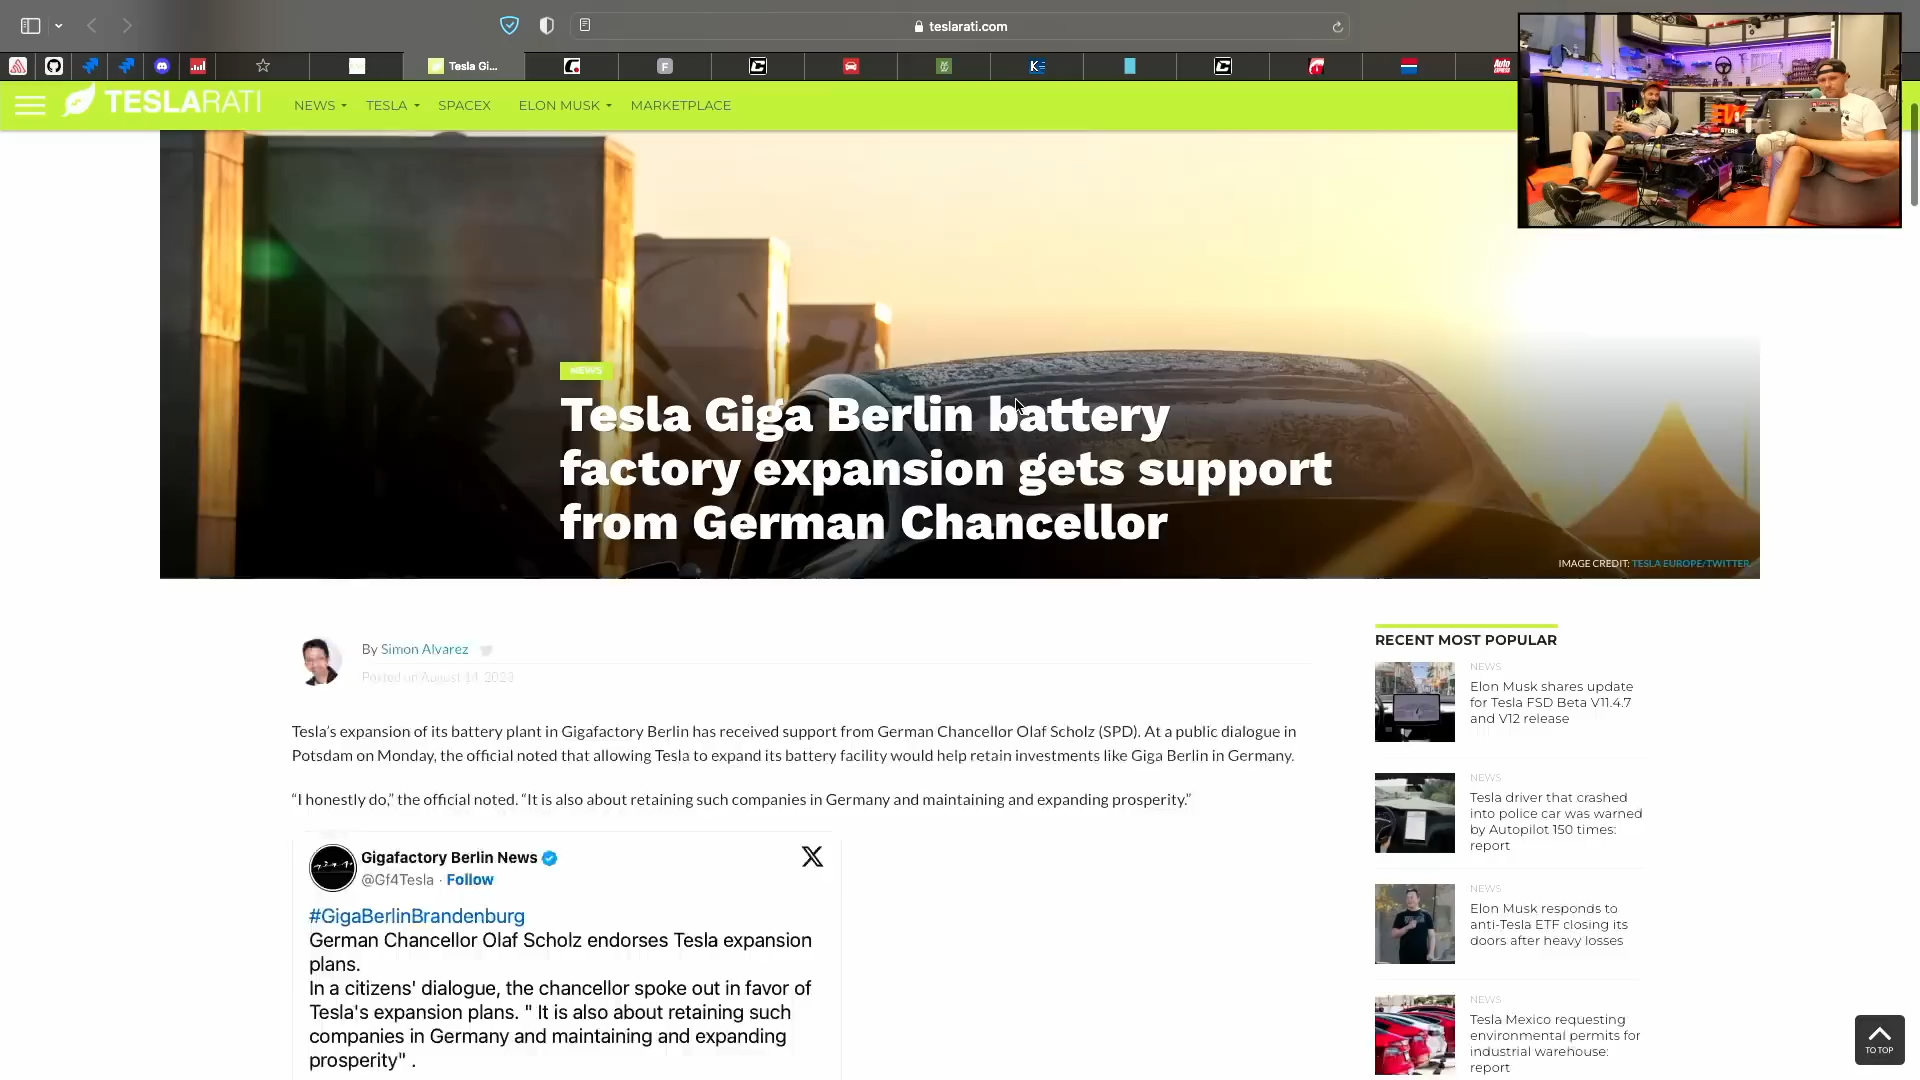 teslarati.com
Tesla Gi...
TESLARATI
NEWS
TESLA
SPACEX
ELON MUSK
MARKETPLACE
NEWS
Tesla Giga Berlin battery
factory expansion gets support
from German Chancellor
IMAGE CREDIT: TESLA EUROPE/TWITTER
By Simon Alvarez
Posted on August 14, 2023
Tesla’s expansion of its battery plant in Gigafactory Berlin has received support from German Chancellor Olaf Scholz (SPD). At a public dialogue in
Potsdam on Monday, the official noted that allowing Tesla to expand its battery facility would help retain investments like Giga Berlin in Germany.
“I honestly do,” the official noted. “It is also about retaining such companies in Germany and maintaining and expanding prosperity.”
Gigafactory Berlin News
@Gf4Tesla · Follow
#GigaBerlinBrandenburg
German Chancellor Olaf Scholz endorses Tesla expansion
plans.
In a citizens' dialogue, the chancellor spoke out in favor of
Tesla's expansion plans. " It is also about retaining such
companies in Germany and maintaining and expanding
prosperity" .
RECENT MOST POPULAR
NEWS
Elon Musk shares update
for Tesla FSD Beta V11.4.7
and V12 release
NEWS
Tesla driver that crashed
into police car was warned
by Autopilot 150 times:
report
NEWS
Elon Musk responds to
anti-Tesla ETF closing its
doors after heavy losses
NEWS
Tesla Mexico requesting
environmental permits for
industrial warehouse:
report
TO TOP